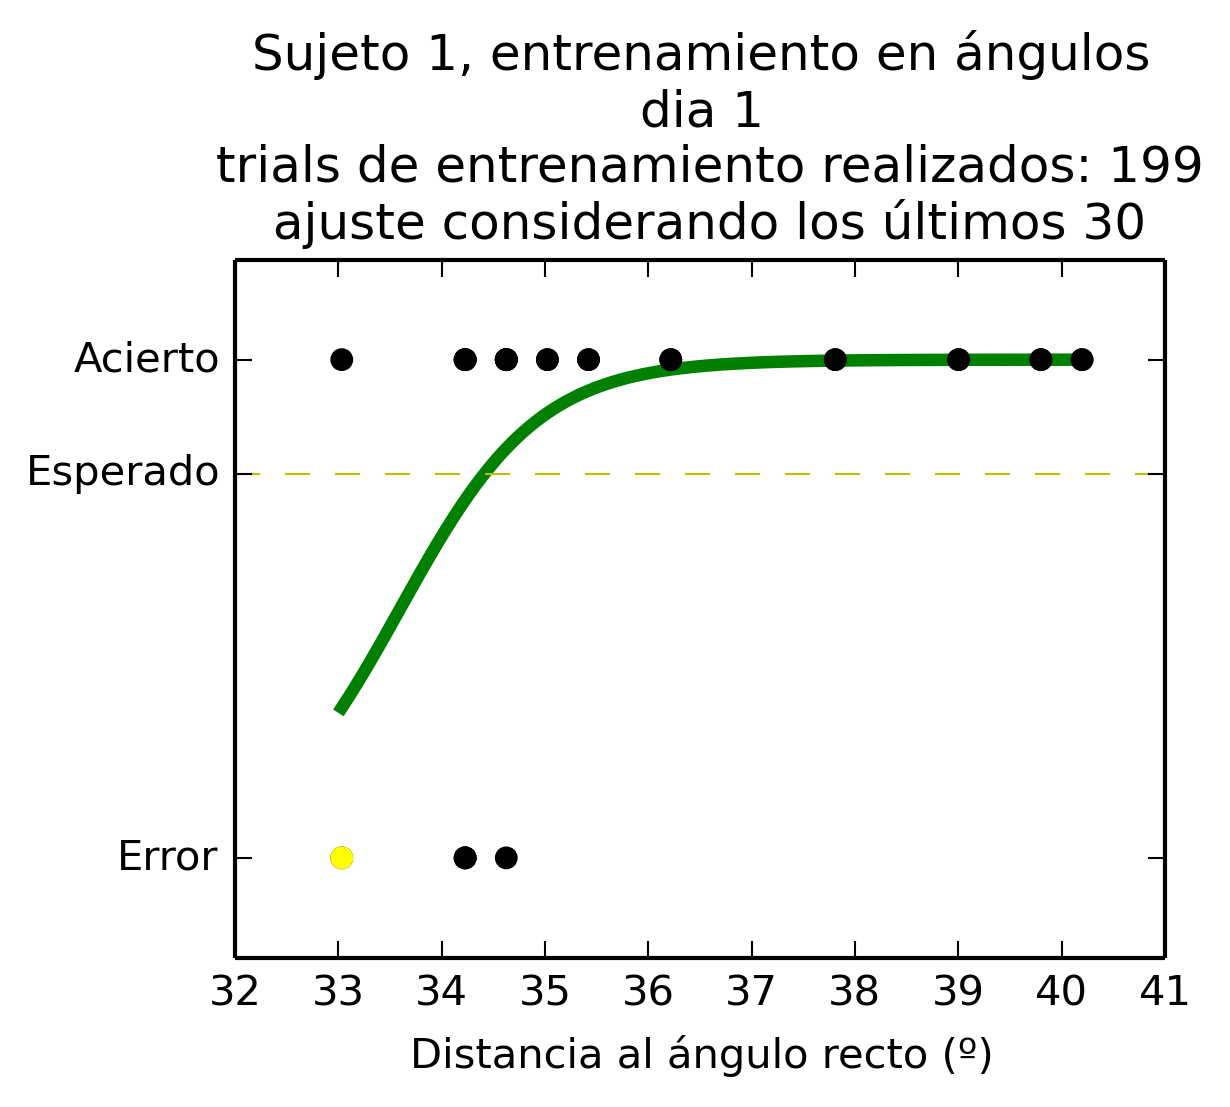 Sujeto 1, entrenamiento en ángulos
dia 1
trials de entrenamiento realizados: 199
ajuste considerando los últimos 30
Acierto
Esperado
Error
32 33 34 35 36 37 38 39 40 41
Distancia al ángulo recto (º)